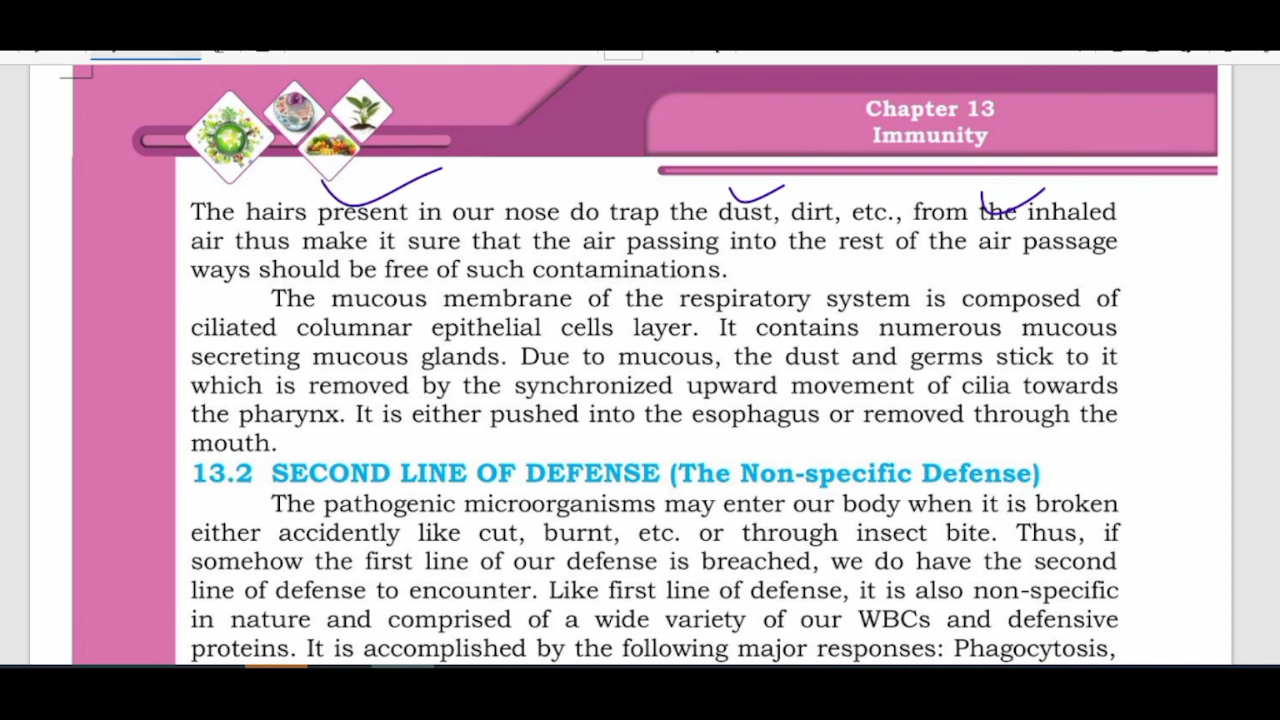 Chapter 13
Immunity
The hairs present in our nose do trap the dust, dirt, etc., from the inhaled
air thus make it sure that the air passing into the rest of the air passage
ways should be free of such contaminations.
The mucous membrane of the respiratory system is composed of
ciliated columnar epithelial cells layer. It contains numerous mucous
secreting mucous glands. Due to mucous, the dust and germs stick to it
which is removed by the synchronized upward movement of cilia towards
the pharynx. It is either pushed into the esophagus or removed through the
mouth.
13.2 SECOND LINE OF DEFENSE (The Non-specific Defense)
The pathogenic microorganisms may enter our body when it is broken
either accidently like cut, burnt, etc. or through insect bite. Thus, if
somehow the first line of our defense is breached, we do have the second
line of defense to encounter. Like first line of defense, it is also non-specific
in nature and comprised of a wide variety of our WBCs and defensive
proteins. It is accomplished by the following major responses: Phagocytosis,